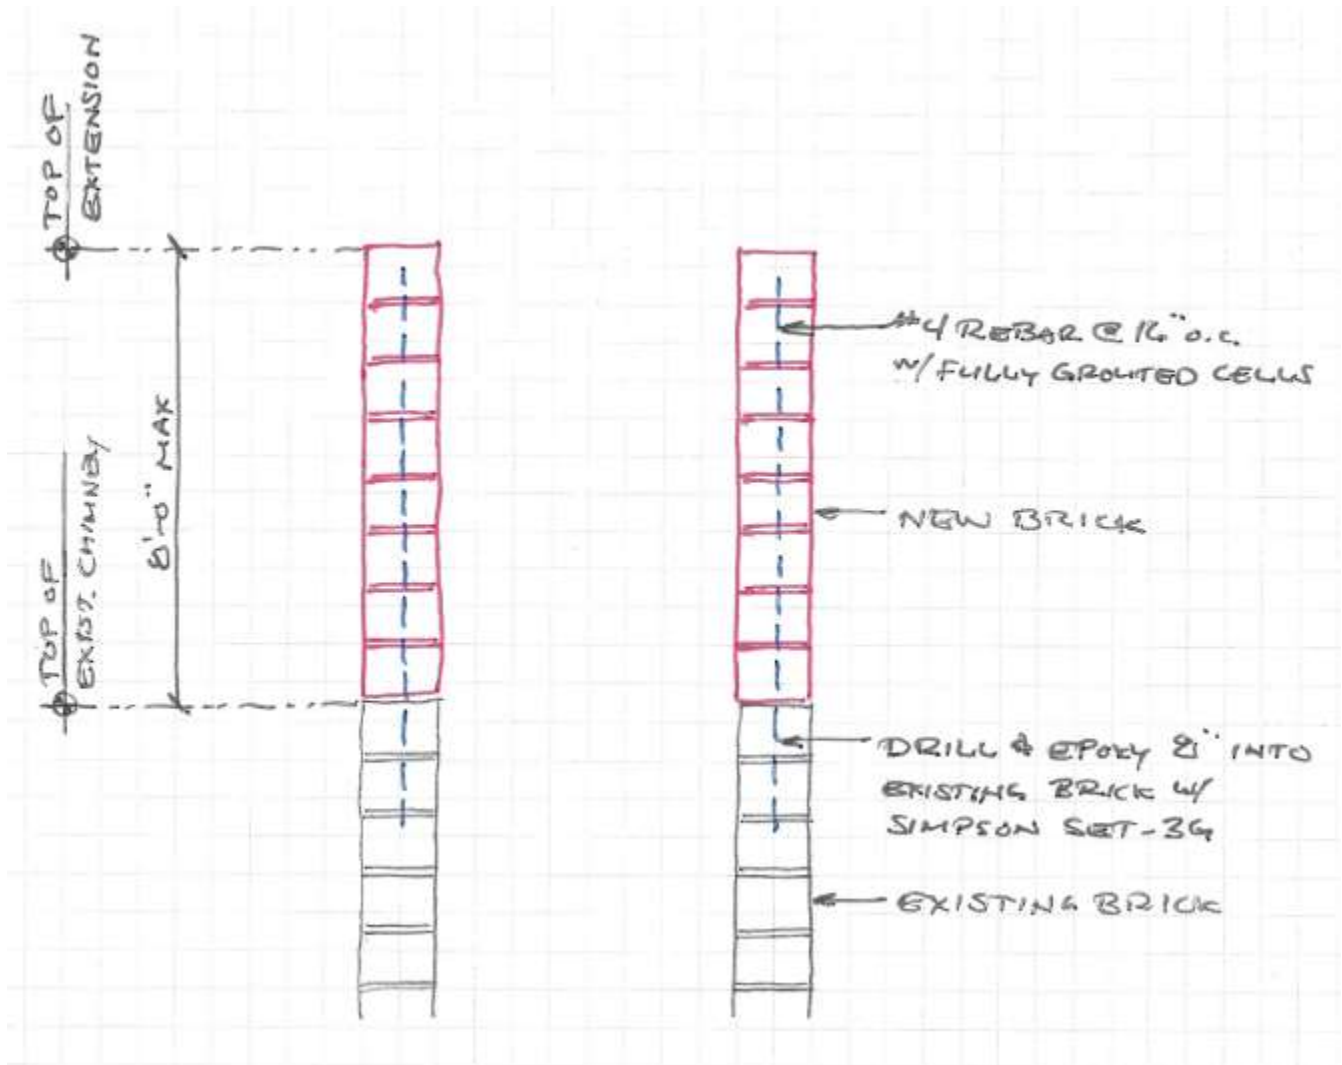 TOP OF
EXTENSION
TOP OF
EXIST. CHIMNEY
8'-0" MAX
#4 REBAR @ 16" o.c.
W/ FULLY GROUTED CELLS
NEW BRICK
DRILL & EPOXY 8" INTO
EXISTING BRICK W/
SIMPSON SET-3G
EXISTING BRICK